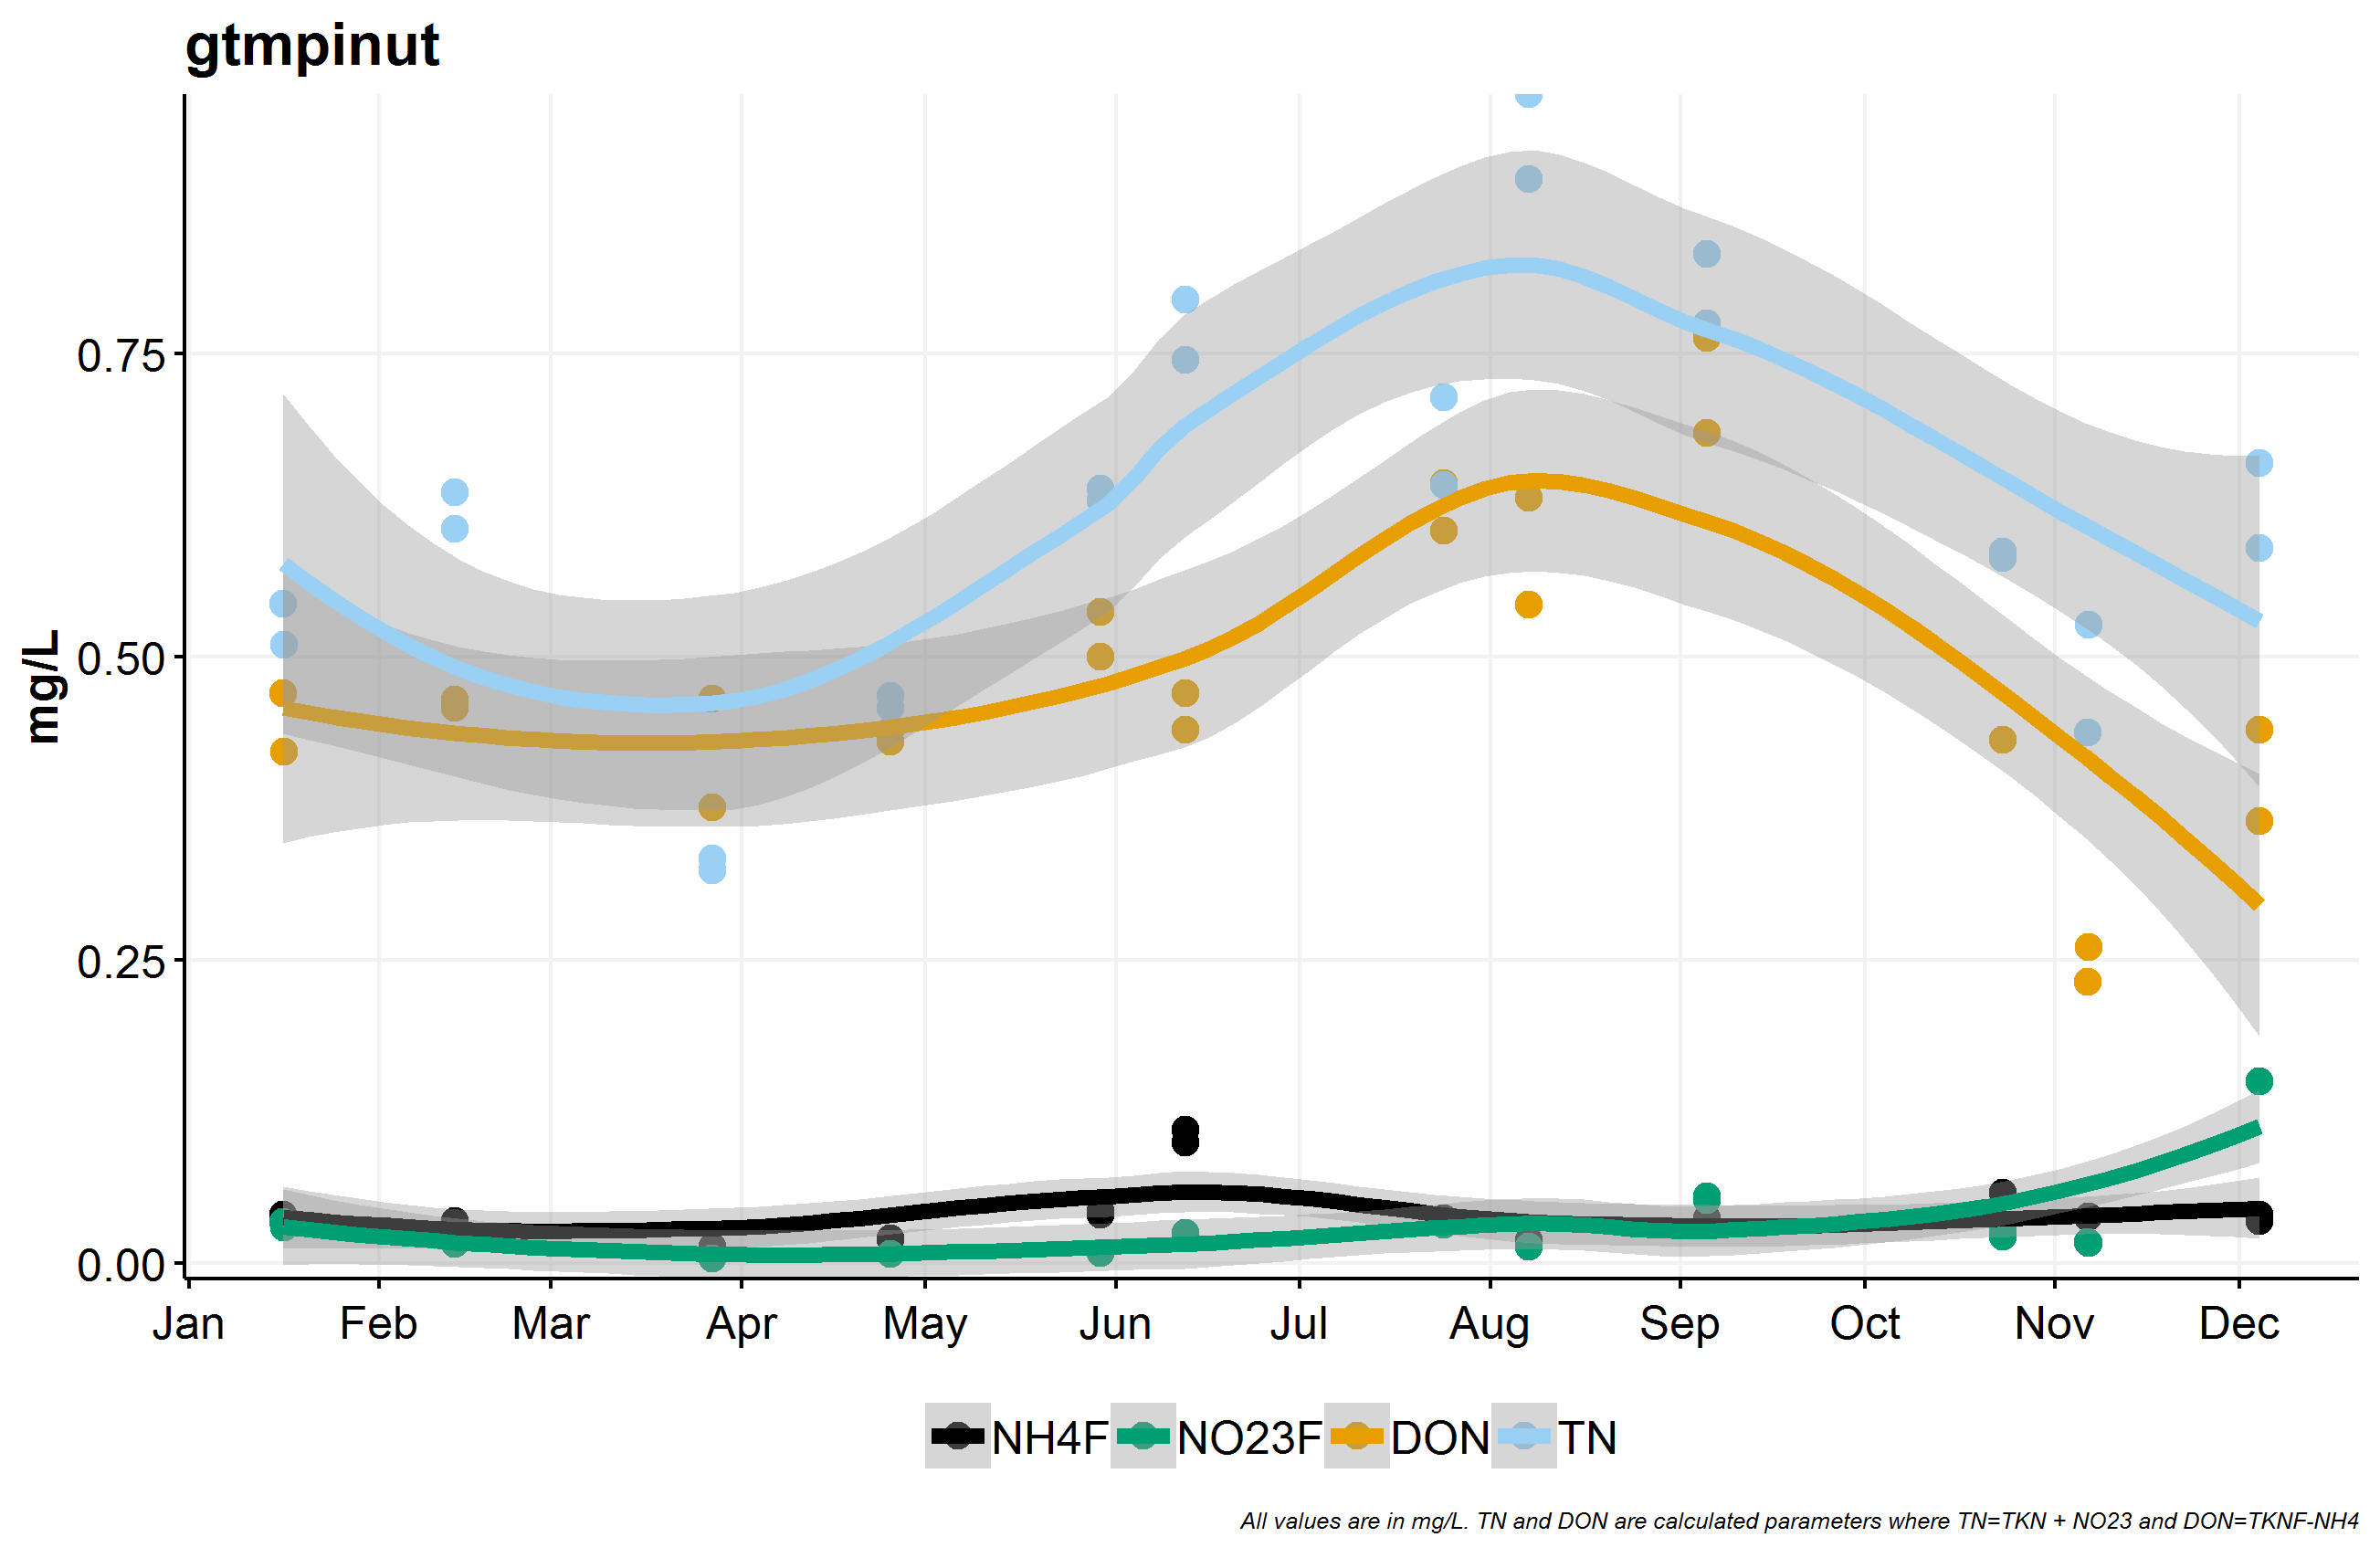 gtmpinut
mg/L
0.75
0.50
0.25
0.00
Jan Feb Mar Apr May Jun Jul Aug Sep Oct Nov Dec
NH4F NO23F DON TN
All values are in mg/L. TN and DON are calculated parameters where TN=TKN + NO23 and DON=TKNF-NH4